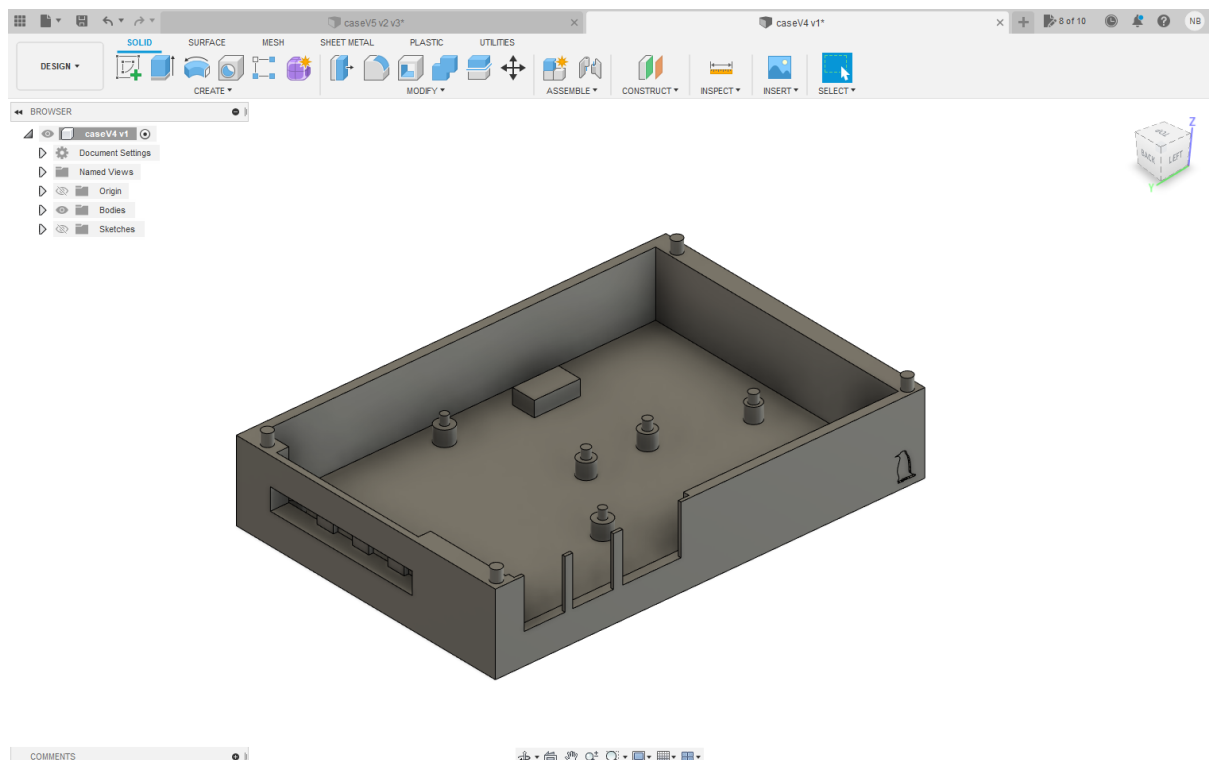 caseV5 v2 v3*
caseV4 v1*
8 of 10
NB
DESIGN
SOLID SURFACE MESH SHEET METAL PLASTIC UTILITIES
CREATE MODIFY ASSEMBLE CONSTRUCT INSPECT INSERT SELECT
BROWSER
caseV4 v1
Document Settings
Named Views
Origin
Bodies
Sketches
Z
TOP
BACK LEFT
Y
COMMENTS